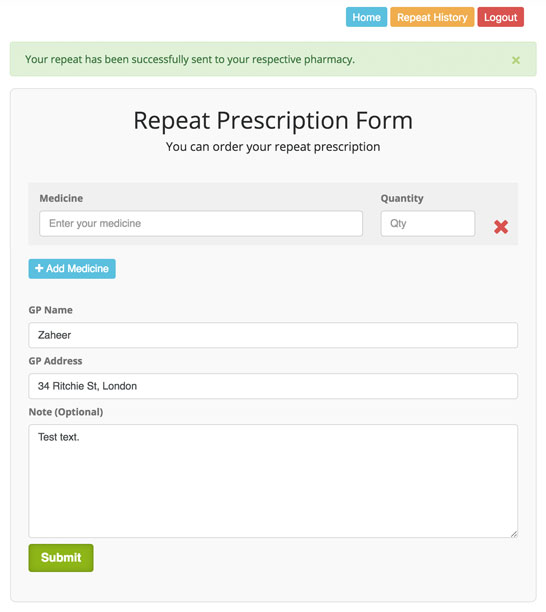 Home Repeat History Logout
Your repeat has been successfully sent to your respective pharmacy. ×
Repeat Prescription Form
You can order your repeat prescription
Medicine Quantity
Enter your medicine Qty
+ Add Medicine
GP Name
Zaheer
GP Address
34 Ritchie St, London
Note (Optional)
Test text.
Submit